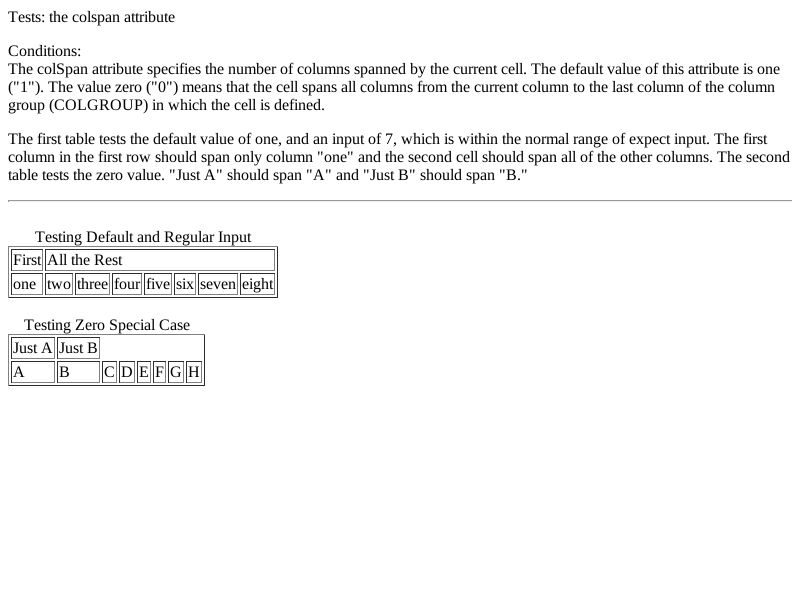 Tests: the colspan attribute
Conditions:
The colSpan attribute specifies the number of columns spanned by the current cell. The default value of this attribute is one
("1"). The value zero ("0") means that the cell spans all columns from the current column to the last column of the column
group (COLGROUP) in which the cell is defined.
The first table tests the default value of one, and an input of 7, which is within the normal range of expect input. The first
column in the first row should span only column "one" and the second cell should span all of the other columns. The second
table tests the zero value. "Just A" should span "A" and "Just B" should span "B."
Testing Default and Regular Input
First All the Rest
one two three four five six seven eight
Testing Zero Special Case
Just A Just B
A B C D E F G H